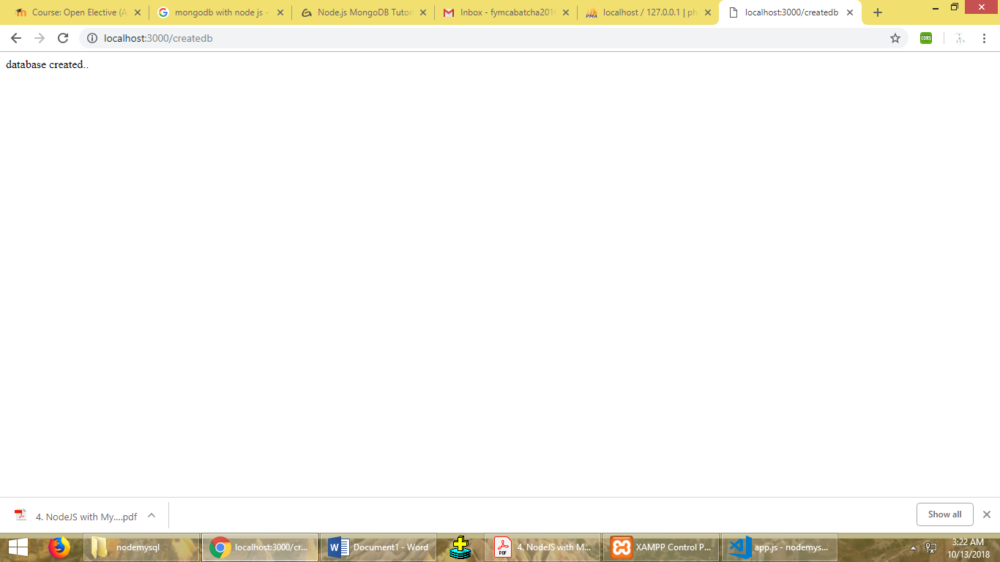 Course: Open Elective (A
mongodb with node js -
Node.js MongoDB Tutor
Inbox - fymcabatcha201
localhost / 127.0.0.1 | ph
localhost:3000/createdb
localhost:3000/createdb
CORS
database created..
4. NodeJS with My....pdf
Show all
nodemysql
localhost:3000/cr...
Document1 - Word
4. NodeJS with M...
XAMPP Control P...
app.js - nodemys...
3:22 AM
10/13/2018